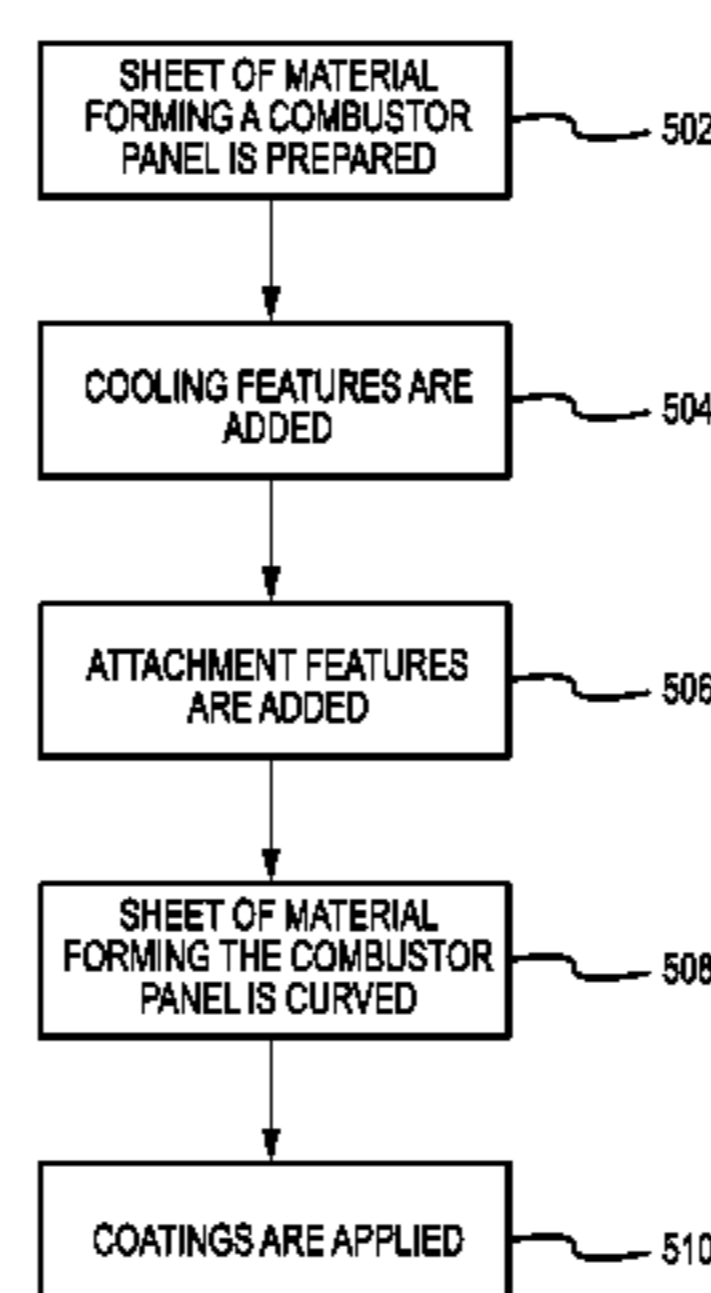 SHEET OF MATERIAL
FORMING A COMBUSTOR
PANEL IS PREPARED
502
COOLING FEATURES ARE
ADDED
504
ATTACHMENT FEATURES
ARE ADDED
506
SHEET OF MATERIAL
FORMING THE COMBUSTOR
PANEL IS CURVED
508
COATINGS ARE APPLIED
510